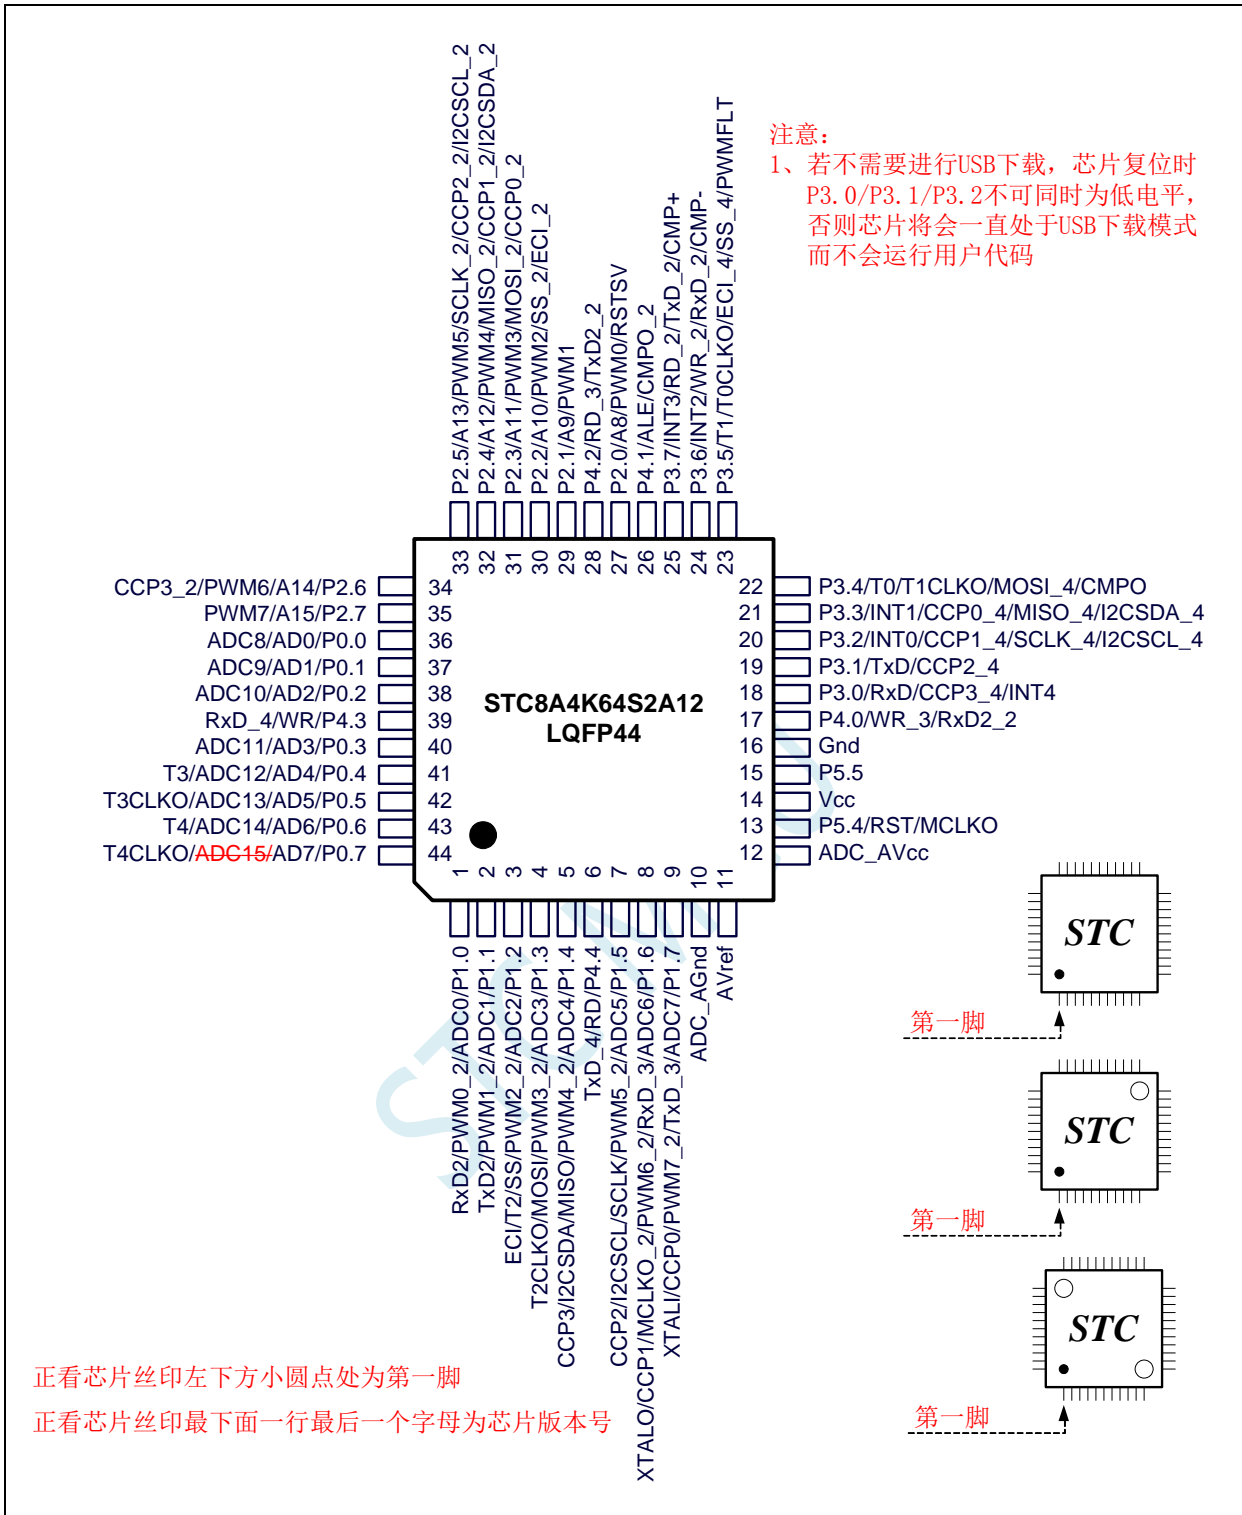 P2.5/A13/PWM5/SCLK_2/CCP2_2/I2CSCL_2
P2.4/A12/PWM4/MISO_2/CCP1_2/I2CSDA_2
P2.3/A11/PWM3/MOSI_2/CCP0_2
P2.2/A10/PWM2/SS_2/ECI_2
P2.1/A9/PWM1
P4.2/RD_3/TxD2_2
P2.0/A8/PWM0/RSTSV
P4.1/ALE/CMPO_2
P3.7/INT3/RD_2/TxD_2/CMP+
P3.6/INT2/WR_2/RxD_2/CMP-
P3.5/T1/T0CLKO/ECI_4/SS_4/PWMFLT
注意：
1、若不需要进行USB下载，芯片复位时
P3.0/P3.1/P3.2不可同时为低电平，
否则芯片将会一直处于USB下载模式
而不会运行用户代码
33 32 31 30 29 28 27 26 25 24 23
CCP3_2/PWM6/A14/P2.6 34
PWM7/A15/P2.7 35
ADC8/AD0/P0.0 36
ADC9/AD1/P0.1 37
ADC10/AD2/P0.2 38
RxD_4/WR/P4.3 39
ADC11/AD3/P0.3 40
T3/ADC12/AD4/P0.4 41
T3CLKO/ADC13/AD5/P0.5 42
T4/ADC14/AD6/P0.6 43
T4CLKO/ADC15/AD7/P0.7 44
STC8A4K64S2A12
LQFP44
22 P3.4/T0/T1CLKO/MOSI_4/CMPO
21 P3.3/INT1/CCP0_4/MISO_4/I2CSDA_4
20 P3.2/INT0/CCP1_4/SCLK_4/I2CSCL_4
19 P3.1/TxD/CCP2_4
18 P3.0/RxD/CCP3_4/INT4
17 P4.0/WR_3/RxD2_2
16 Gnd
15 P5.5
14 Vcc
13 P5.4/RST/MCLKO
12 ADC_AVcc
1 2 3 4 5 6 7 8 9 10 11
RxD2/PWM0_2/ADC0/P1.0
TxD2/PWM1_2/ADC1/P1.1
ECI/T2/SS/PWM2_2/ADC2/P1.2
T2CLKO/MOSI/PWM3_2/ADC3/P1.3
CCP3/I2CSDA/MISO/PWM4_2/ADC4/P1.4
TxD_4/RD/P4.4
CCP2/I2CSCL/SCLK/PWM5_2/ADC5/P1.5
XTALO/CCP1/MCLKO_2/PWM6_2/RxD_3/ADC6/P1.6
XTALI/CCP0/PWM7_2/TxD_3/ADC7/P1.7
ADC_AGnd
AVref
STC
第一脚
STC
第一脚
STC
第一脚
正看芯片丝印左下方小圆点处为第一脚
正看芯片丝印最下面一行最后一个字母为芯片版本号